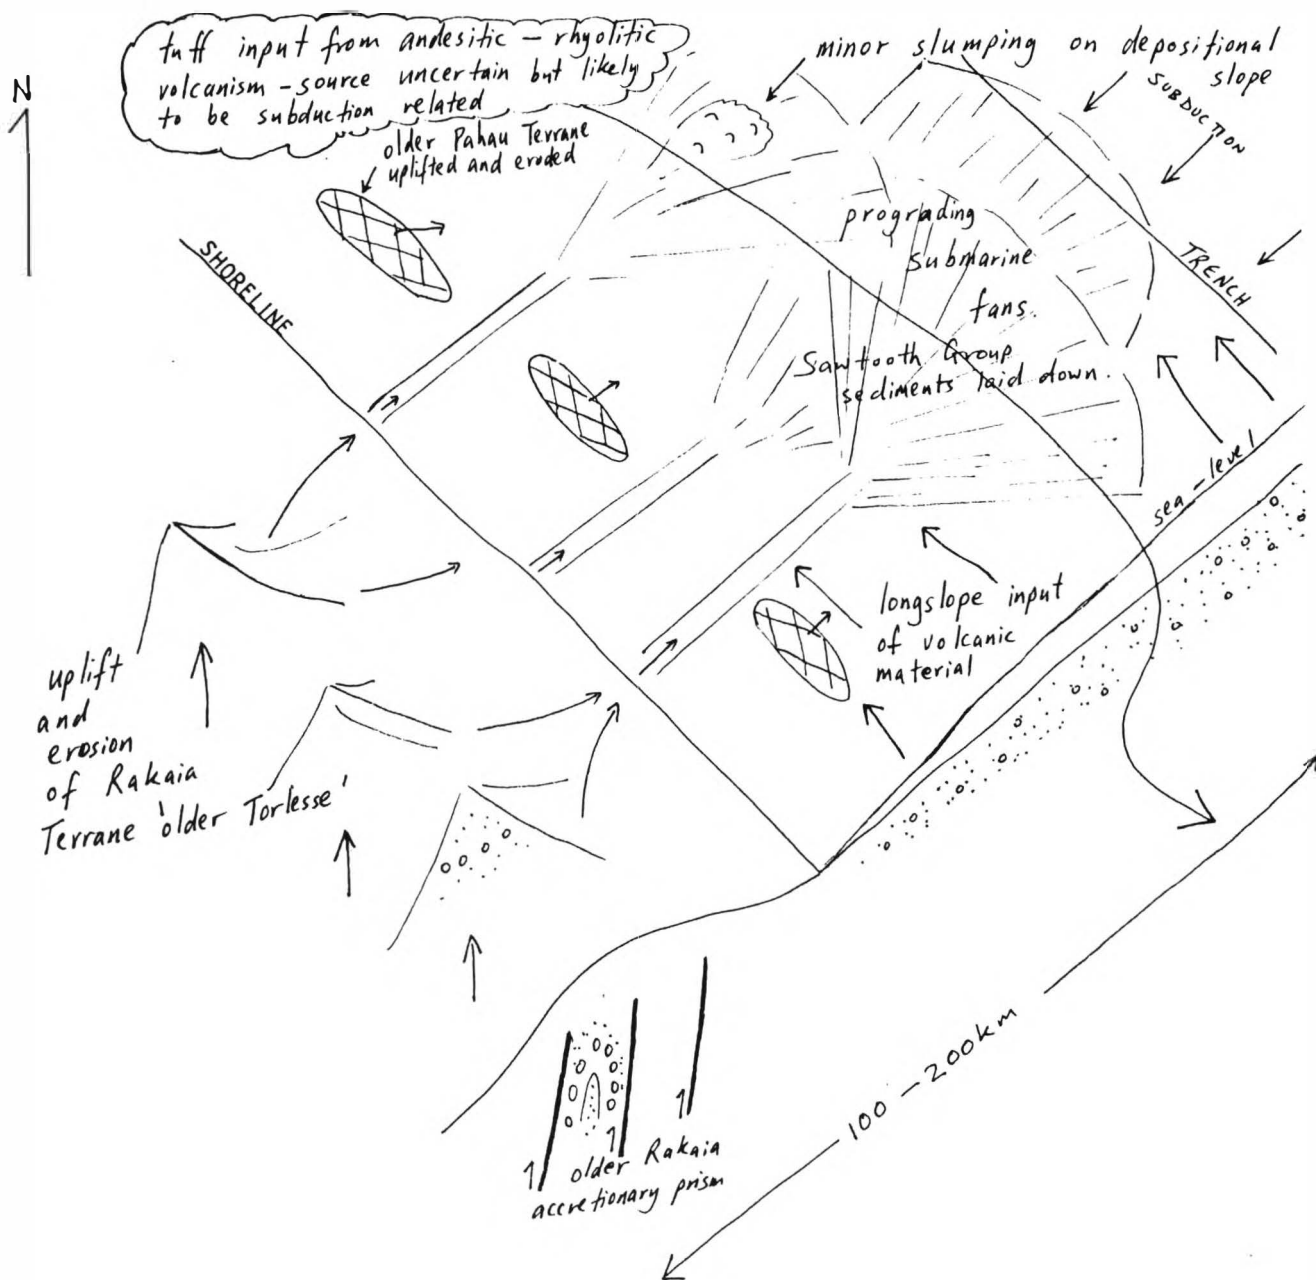 N
tuff input from andesitic – rhyolitic
volcanism – source uncertain but likely
to be subduction related
older Pahau Terrane
uplifted and eroded
minor slumping on depositional
slope
SUBDUCTION
SHORELINE
TRENCH
prograding
submarine
fans.
Sawtooth Group
sediments laid down.
sea-level
longslope input
of volcanic
material
uplift
and
erosion
of Rakaia
Terrane 'older Torlesse'
100 – 200km
older Rakaia
accretionary prism